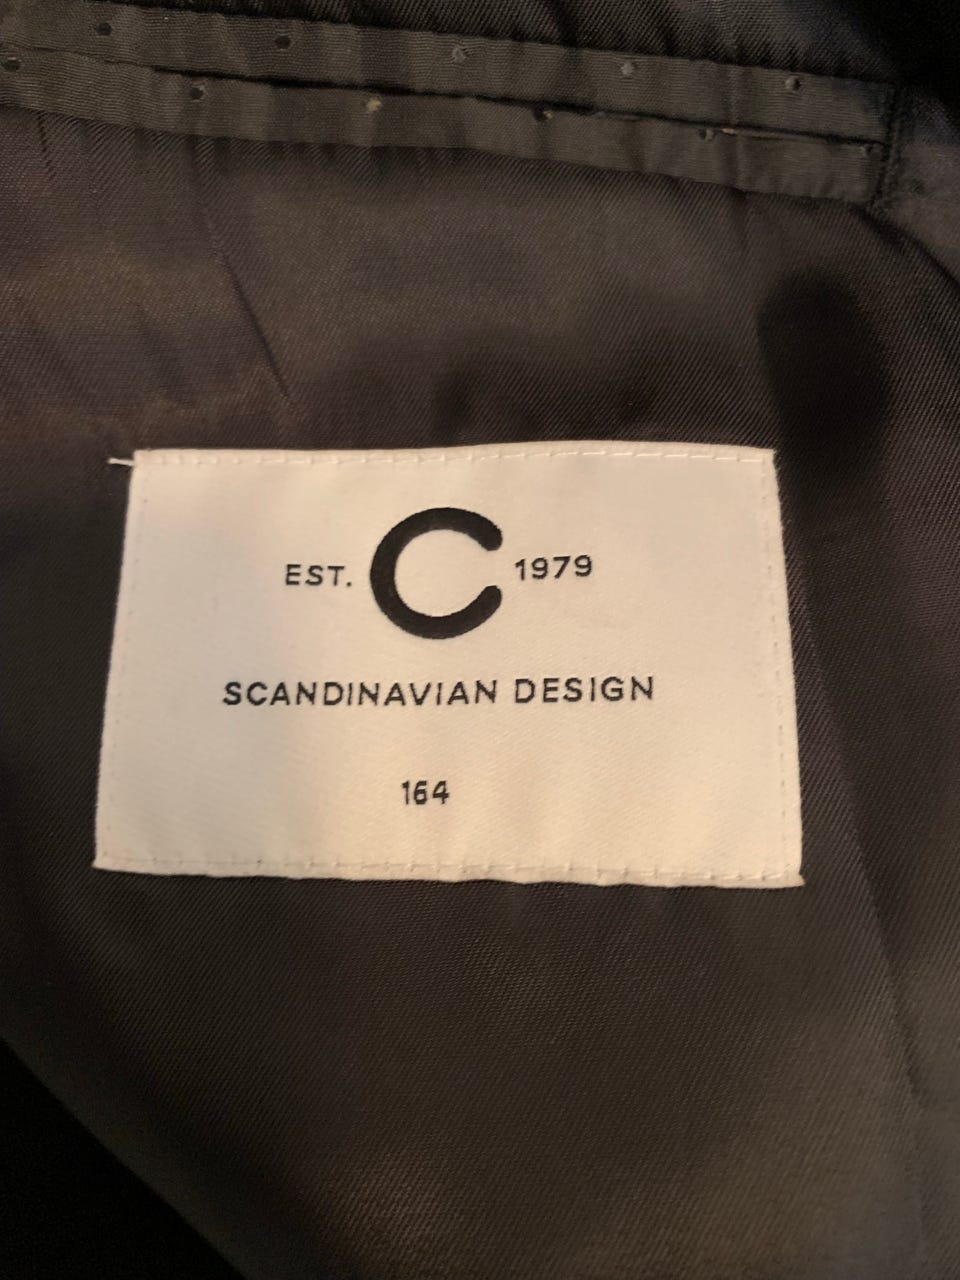 EST. C 1979
SCANDINAVIAN DESIGN
164